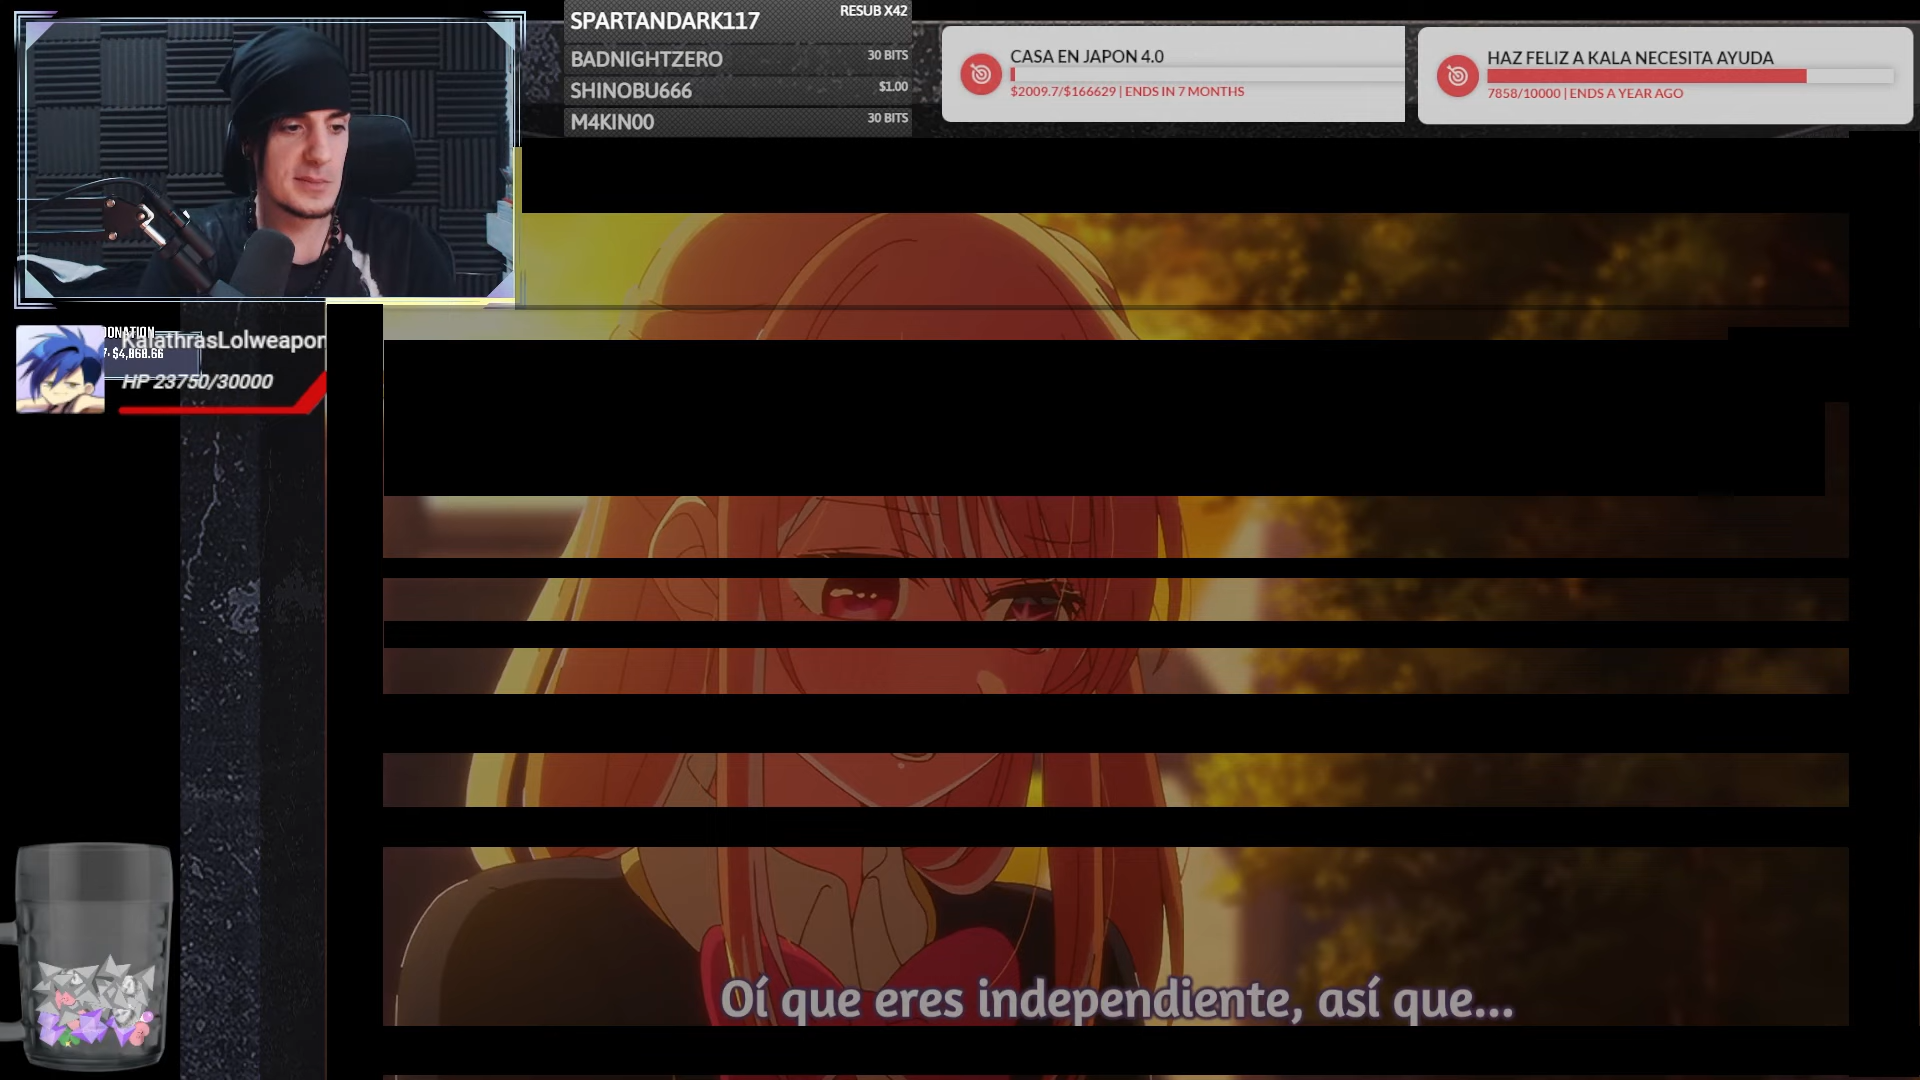 SPARTANDARK117 RESUB X42
BADNIGHTZERO 30 BITS
SHINOBU666 $1.00
M4KIN00 30 BITS
CASA EN JAPON 4.0
$2009.7/$166629 | ENDS IN 7 MONTHS
HAZ FELIZ A KALA NECESITA AYUDA
7858/10000 | ENDS A YEAR AGO
DONATION
KalathrasLolweapon
$4,868.66
HP 23750/30000
Oí que eres independiente, así que...